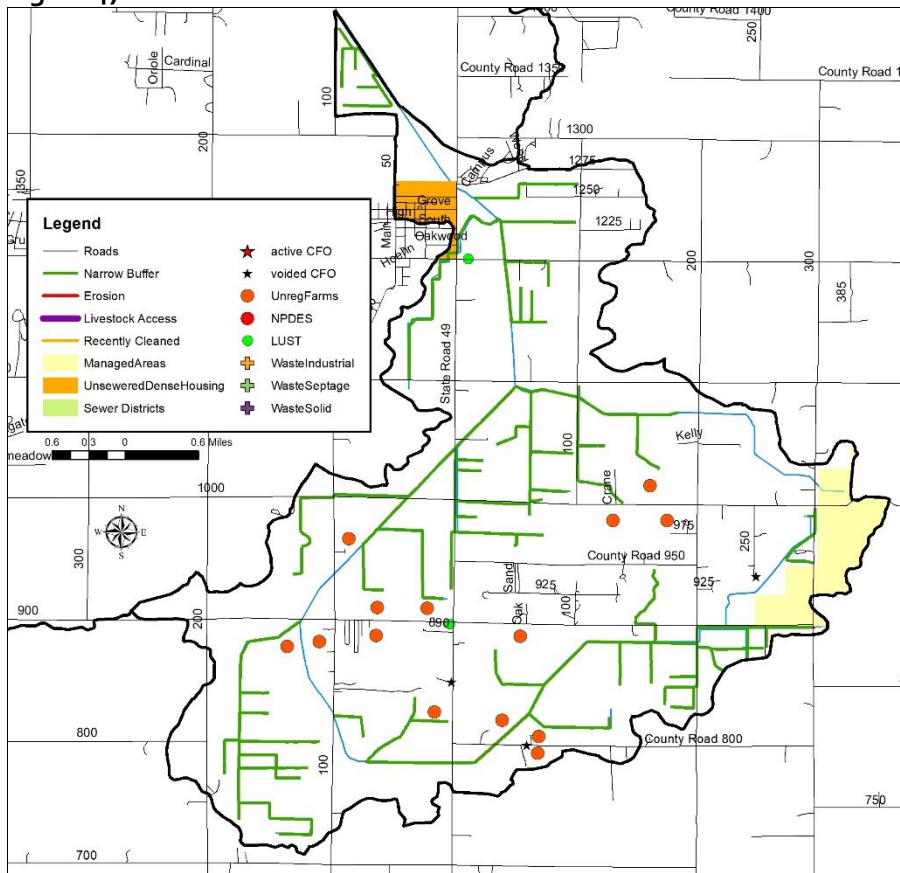 County Road 1400
250
Cardinal
Oriole
County Road 135
County Road 1
100
200
1300
Campus
50
1275
350
1250
Grove
High
South
1225
Main
Oakwood
Hoelin
200
300
385
State Road 49
Legend
Roads
Narrow Buffer
Erosion
Livestock Access
Recently Cleaned
ManagedAreas
UnseweredDenseHousing
Sewer Districts
active CFO
voided CFO
UnregFarms
NPDES
LUST
WasteIndustrial
WasteSeptage
WasteSolid
0.6 0.3 0 0.6 Miles
meadow
Kelly
100
1000
Crane
N
W E
S
975
250
300
County Road 950
Sand
925
925
Oak
100
900
200
890
800
County Road 800
100
750
700